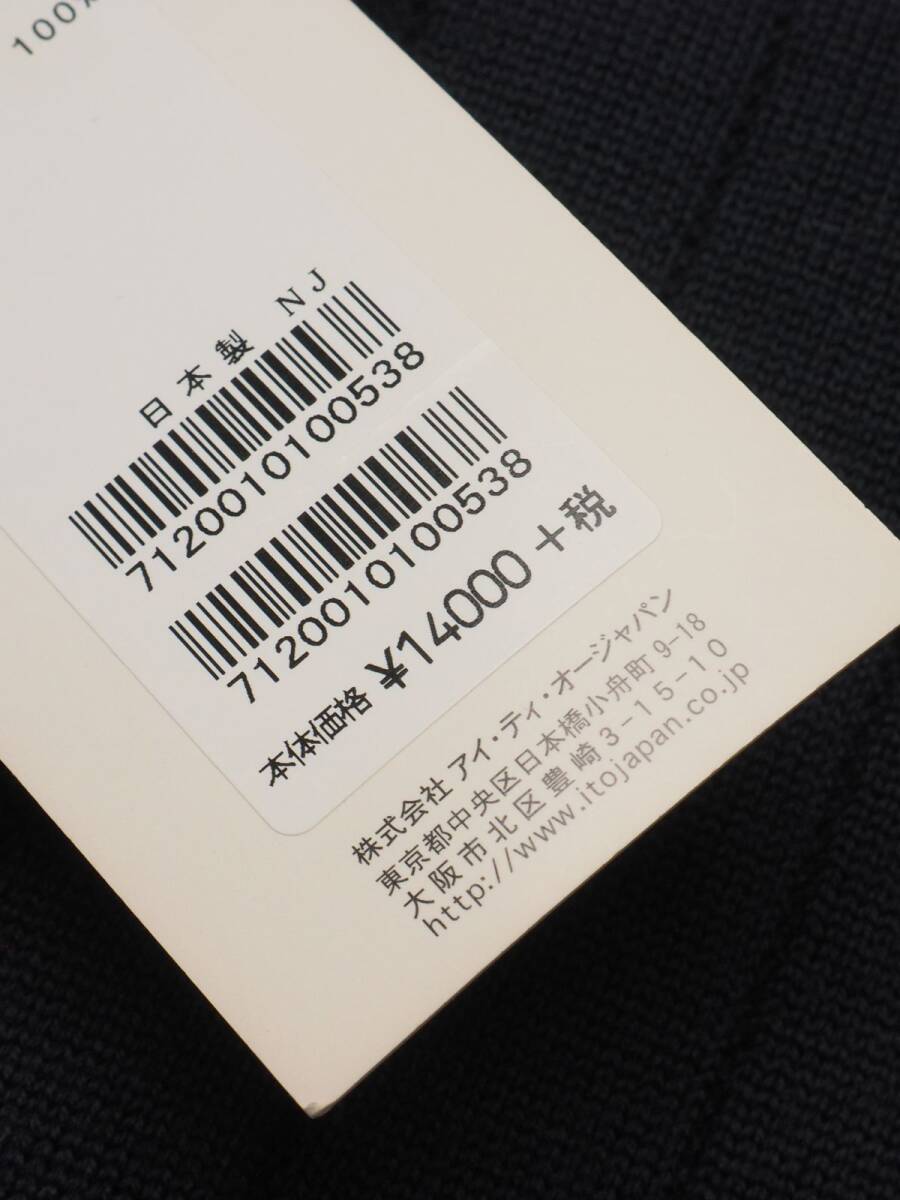 100%
日本製 NJ
7120010100538
7120010100538
本体価格 ¥14000+税
株式会社 アイ・ティ・オージャパン
東京都中央区日本橋小舟町9-18
大阪市北区豊崎3-15-10
http://www.itojapan.co.jp